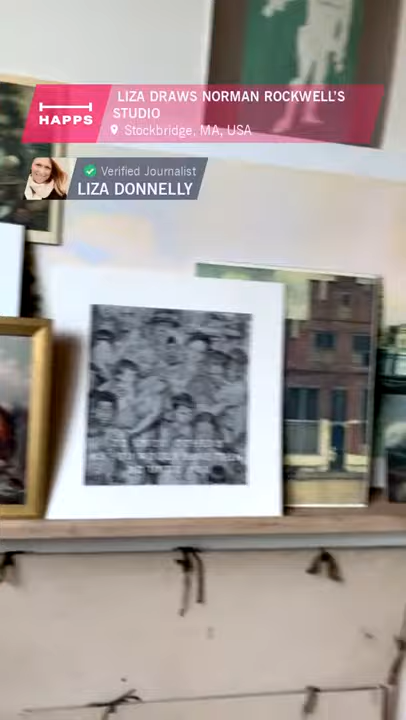 LIZA DRAWS NORMAN ROCKWELL'S
STUDIO
HAPPS
Stockbridge, MA, USA
Verified Journalist
LIZA DONNELLY